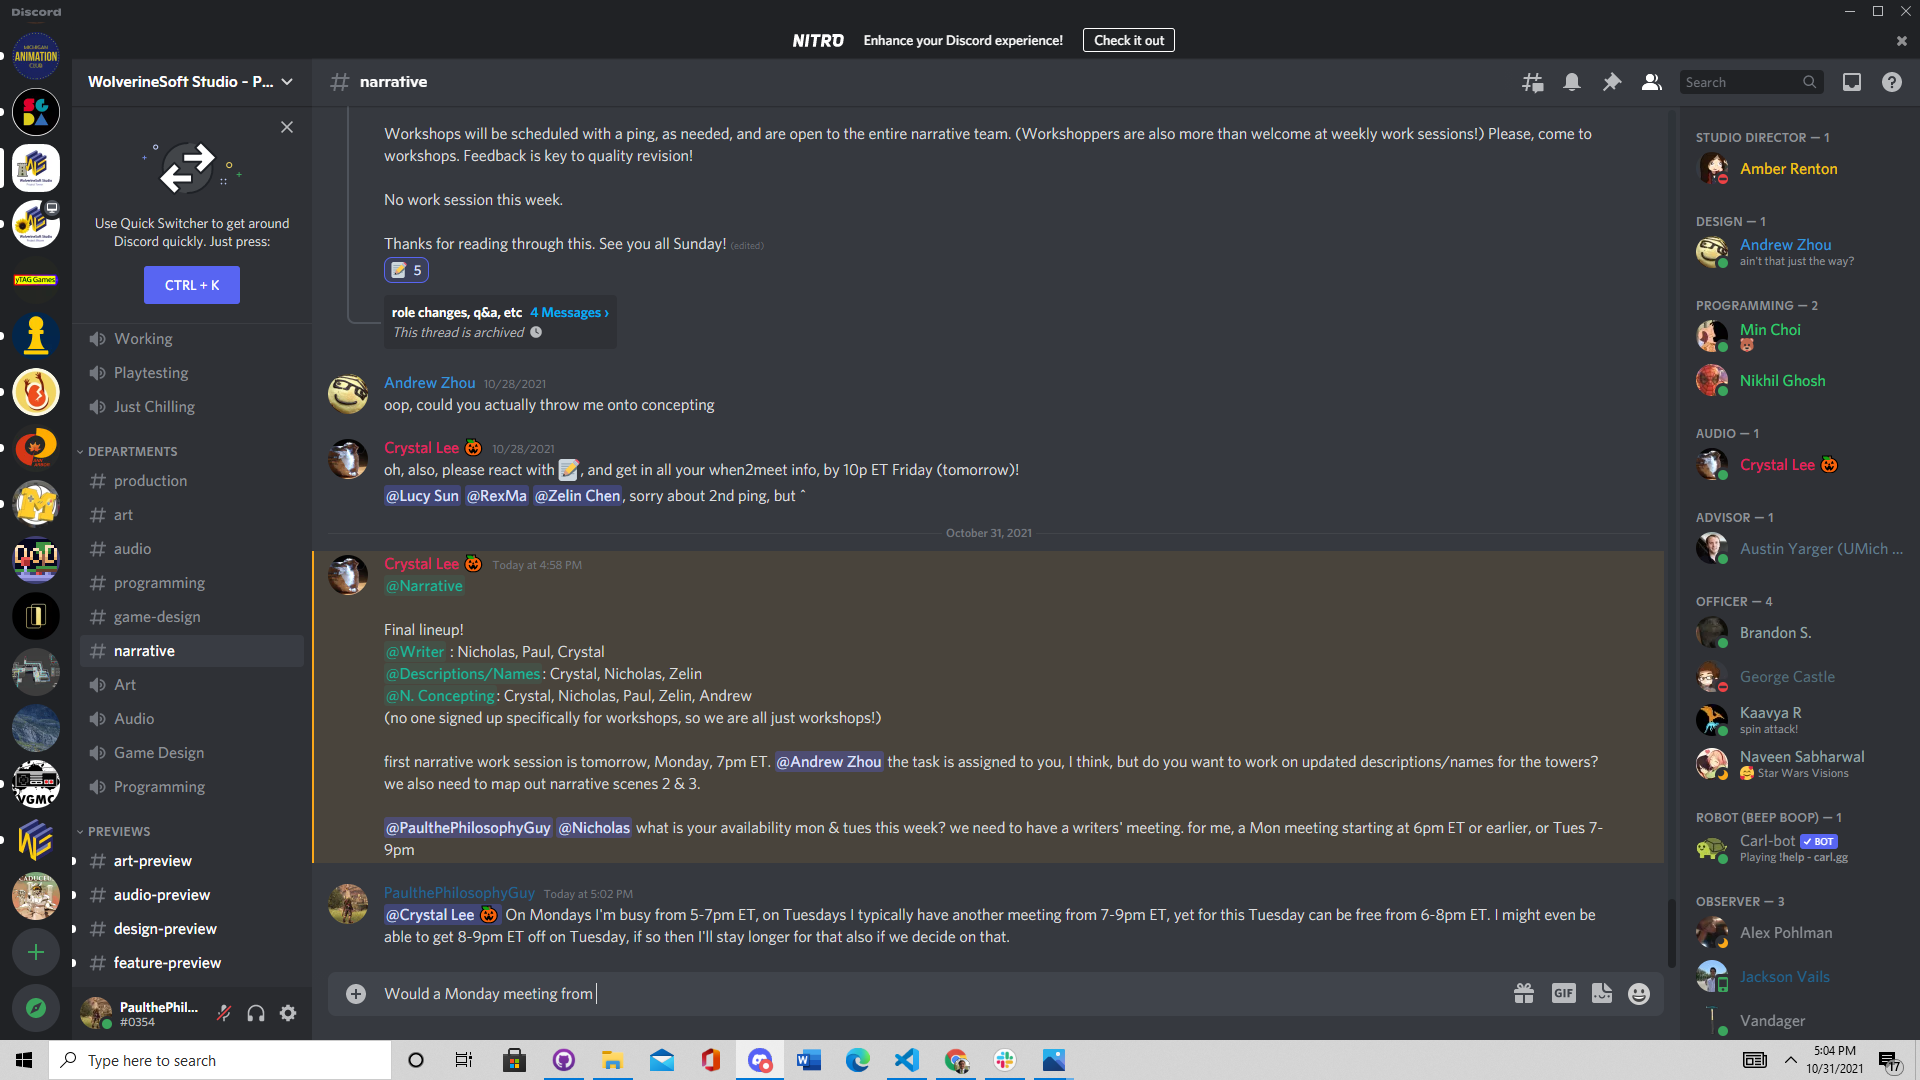 Discord
NITRO Enhance your Discord experience! Check it out
MICHIGAN
ANIMATION
CLUB
SG
DA
yTAG Games
VGMC
WolverineSoft Studio - P...
Use Quick Switcher to get around
Discord quickly. Just press:
CTRL + K
Working
Playtesting
Just Chilling
DEPARTMENTS
production
art
audio
programming
game-design
narrative
Art
Audio
Game Design
Programming
PREVIEWS
art-preview
audio-preview
design-preview
feature-preview
PaulthePhil...
#0354
# narrative
Search
Workshops will be scheduled with a ping, as needed, and are open to the entire narrative team. (Workshoppers are also more than welcome at weekly work sessions!) Please, come to
workshops. Feedback is key to quality revision!
No work session this week.
Thanks for reading through this. See you all Sunday! (edited)
5
role changes, q&a, etc 4 Messages ›
This thread is archived
Andrew Zhou 10/28/2021
oop, could you actually throw me onto concepting
Crystal Lee 🎃 10/28/2021
oh, also, please react with 📝, and get in all your when2meet info, by 10p ET Friday (tomorrow)!
@Lucy Sun @RexMa @Zelin Chen, sorry about 2nd ping, but ^
October 31, 2021
Crystal Lee 🎃 Today at 4:58 PM
@Narrative
Final lineup!
@Writer : Nicholas, Paul, Crystal
@Descriptions/Names: Crystal, Nicholas, Zelin
@N. Concepting: Crystal, Nicholas, Paul, Zelin, Andrew
(no one signed up specifically for workshops, so we are all just workshops!)
first narrative work session is tomorrow, Monday, 7pm ET. @Andrew Zhou the task is assigned to you, I think, but do you want to work on updated descriptions/names for the towers?
we also need to map out narrative scenes 2 & 3.
@PaulthePhilosophyGuy @Nicholas what is your availability mon & tues this week? we need to have a writers' meeting. for me, a Mon meeting starting at 6pm ET or earlier, or Tues 7-
9pm
PaulthePhilosophyGuy Today at 5:02 PM
@Crystal Lee 🎃 On Mondays I'm busy from 5-7pm ET, on Tuesdays I typically have another meeting from 7-9pm ET, yet for this Tuesday can be free from 6-8pm ET. I might even be
able to get 8-9pm ET off on Tuesday, if so then I'll stay longer for that also if we decide on that.
Would a Monday meeting from
GIF
STUDIO DIRECTOR — 1
Amber Renton
DESIGN — 1
Andrew Zhou
ain't that just the way?
PROGRAMMING — 2
Min Choi
Nikhil Ghosh
AUDIO — 1
Crystal Lee 🎃
ADVISOR — 1
Austin Yarger (UMich ...
OFFICER — 4
Brandon S.
George Castle
Kaavya R
spin attack!
Naveen Sabharwal
Star Wars Visions
ROBOT (BEEP BOOP) — 1
Carl-bot ✓ BOT
Playing !help - carl.gg
OBSERVER — 3
Alex Pohlman
Jackson Vails
Vandager
Type here to search
5:04 PM
10/31/2021
17